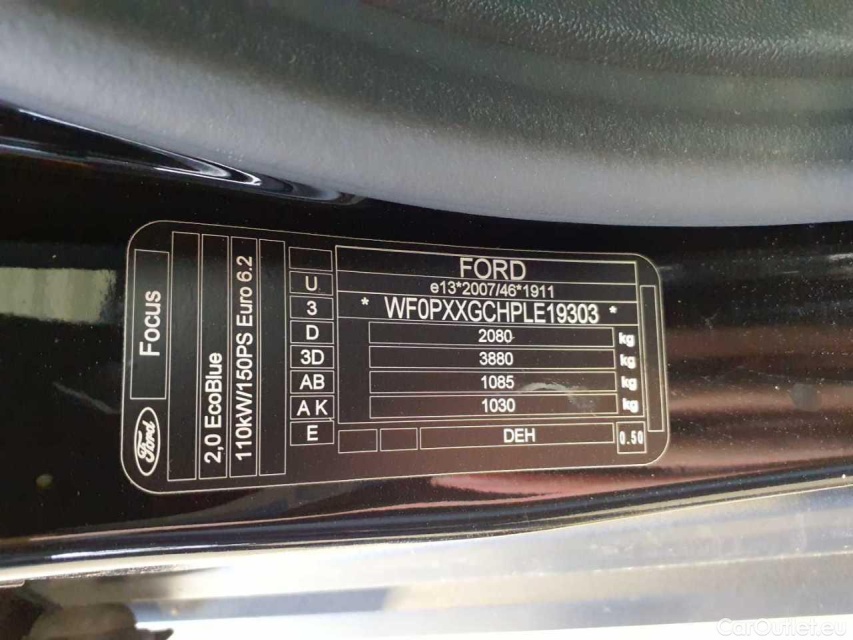 Ford
Focus
2,0 EcoBlue
110kW/150PS Euro 6.2
U
3
D
3D
AB
A K
E
FORD
e13*2007/46*1911
* WF0PXXGCHPLE19303 *
2080 kg
3880 kg
1085 kg
1030 kg
DEH 0.50
CarOutlet.eu